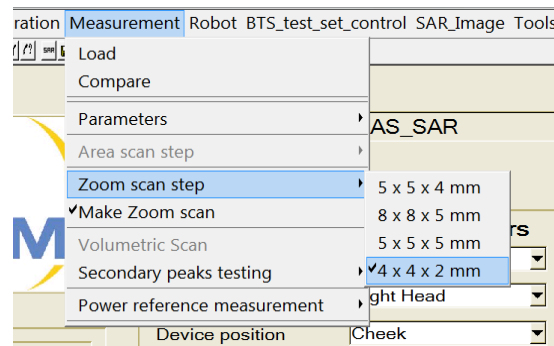 ration Measurement Robot BTS_test_set_control SAR_Image Tools
SAR
Load
Compare
Parameters
AS_SAR
Area scan step
Zoom scan step
5 x 5 x 4 mm
Make Zoom scan
8 x 8 x 5 mm
rs
M
Volumetric Scan
5 x 5 x 5 mm
Secondary peaks testing
4 x 4 x 2 mm
Power reference measurement
ght Head
Device position
Cheek